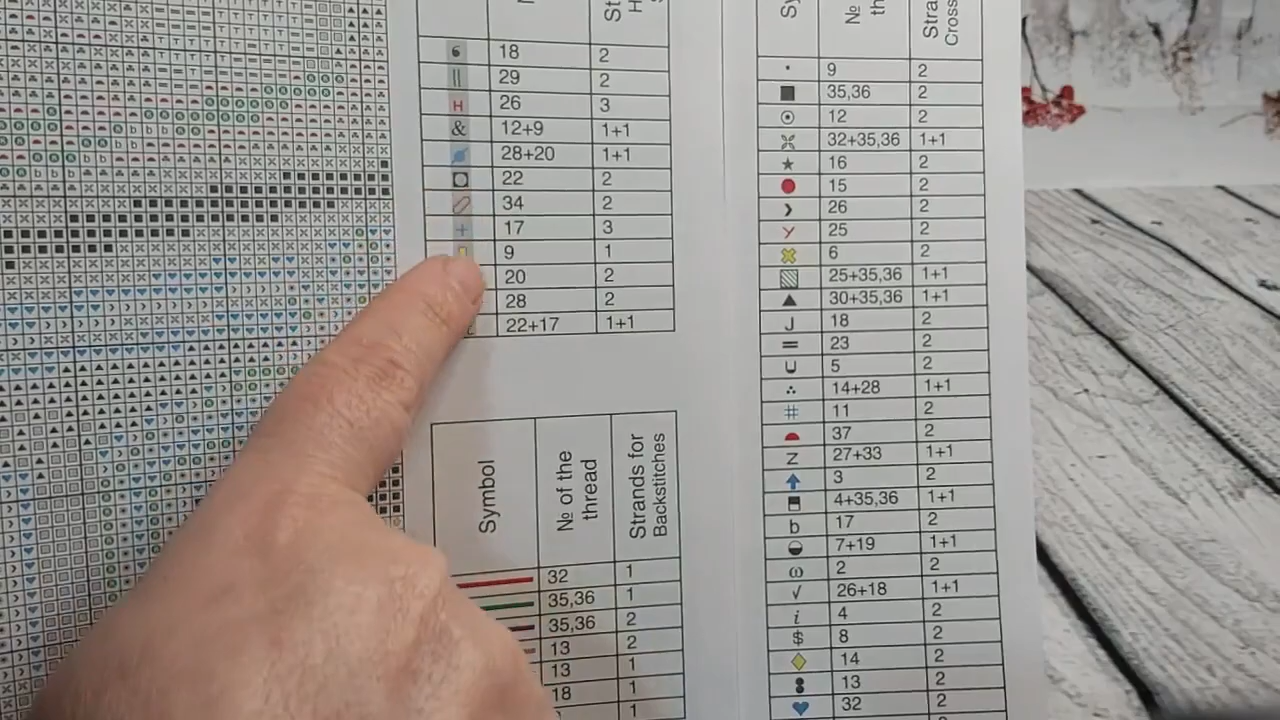 6 18 2
|| 29 2
H 26 3
& 12+9 1+1
28+20 1+1
22 2
34 2
+ 17 3
9 1
20 2
28 2
22+17 1+1
Symbol № of the thread Strands for Backstitches
32 1
35,36 1
35,36 2
13 2
13 1
18 1
1
№
th
Stra
Cross
· 9 2
■ 35,36 2
⊙ 12 2
32+35,36 1+1
★ 16 2
● 15 2
❯ 26 2
Y 25 2
6 2
▨ 25+35,36 1+1
▲ 30+35,36 1+1
J 18 2
= 23 2
U 5 2
∴ 14+28 1+1
# 11 2
37 2
Z 27+33 1+1
3 2
4+35,36 1+1
b 17 2
7+19 1+1
ω 2 2
√ 26+18 1+1
i 4 2
$ 8 2
14 2
13 2
♥ 32 2